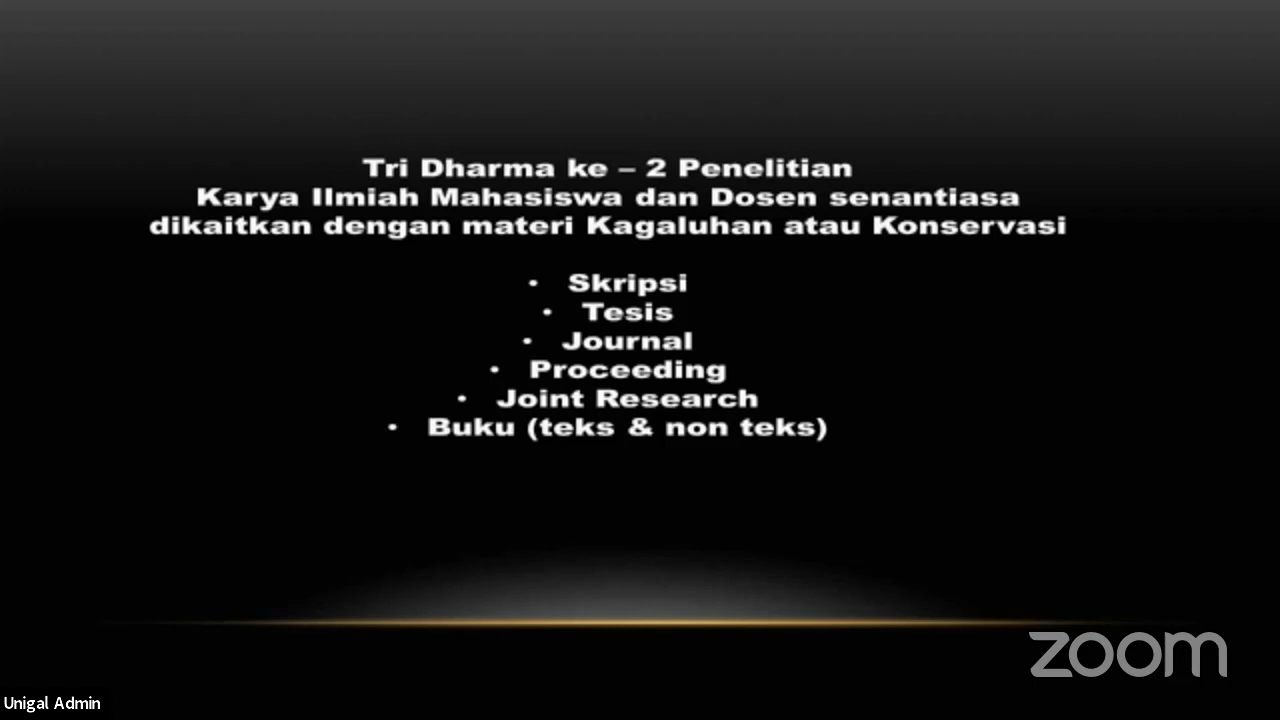 Tri Dharma ke – 2 Penelitian
Karya Ilmiah Mahasiswa dan Dosen senantiasa
dikaitkan dengan materi Kagaluhan atau Konservasi
• Skripsi
• Tesis
• Journal
• Proceeding
• Joint Research
• Buku (teks & non teks)
zoom
Unigal Admin